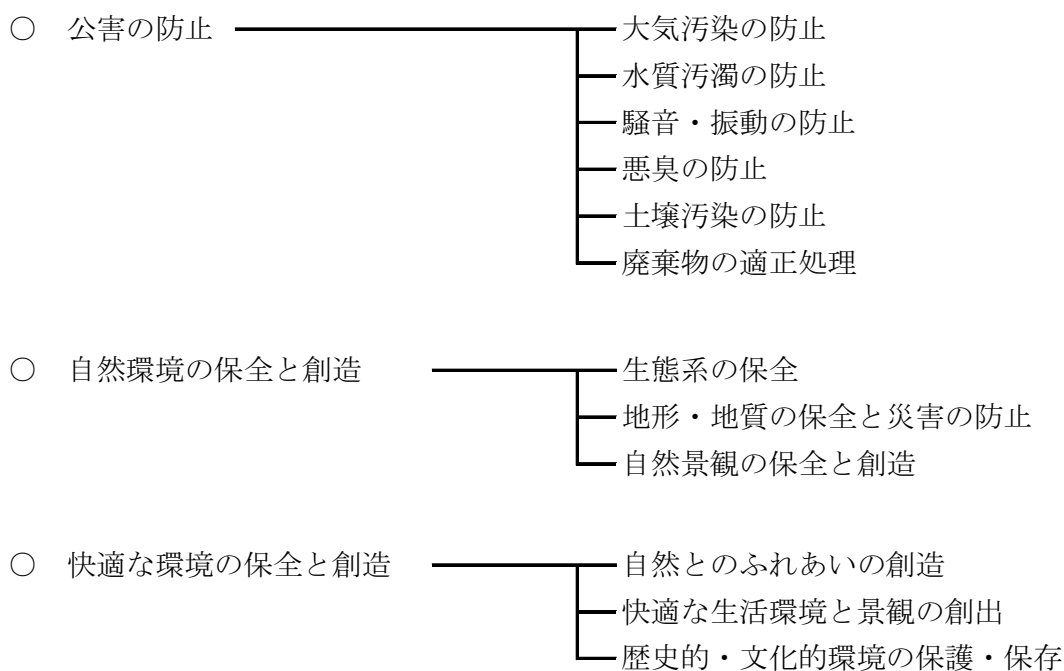 ○ 公害の防止 大気汚染の防止
水質汚濁の防止
騒音・振動の防止
悪臭の防止
土壌汚染の防止
廃棄物の適正処理
○ 自然環境の保全と創造 生態系の保全
地形・地質の保全と災害の防止
自然景観の保全と創造
○ 快適な環境の保全と創造 自然とのふれあいの創造
快適な生活環境と景観の創出
歴史的・文化的環境の保護・保存